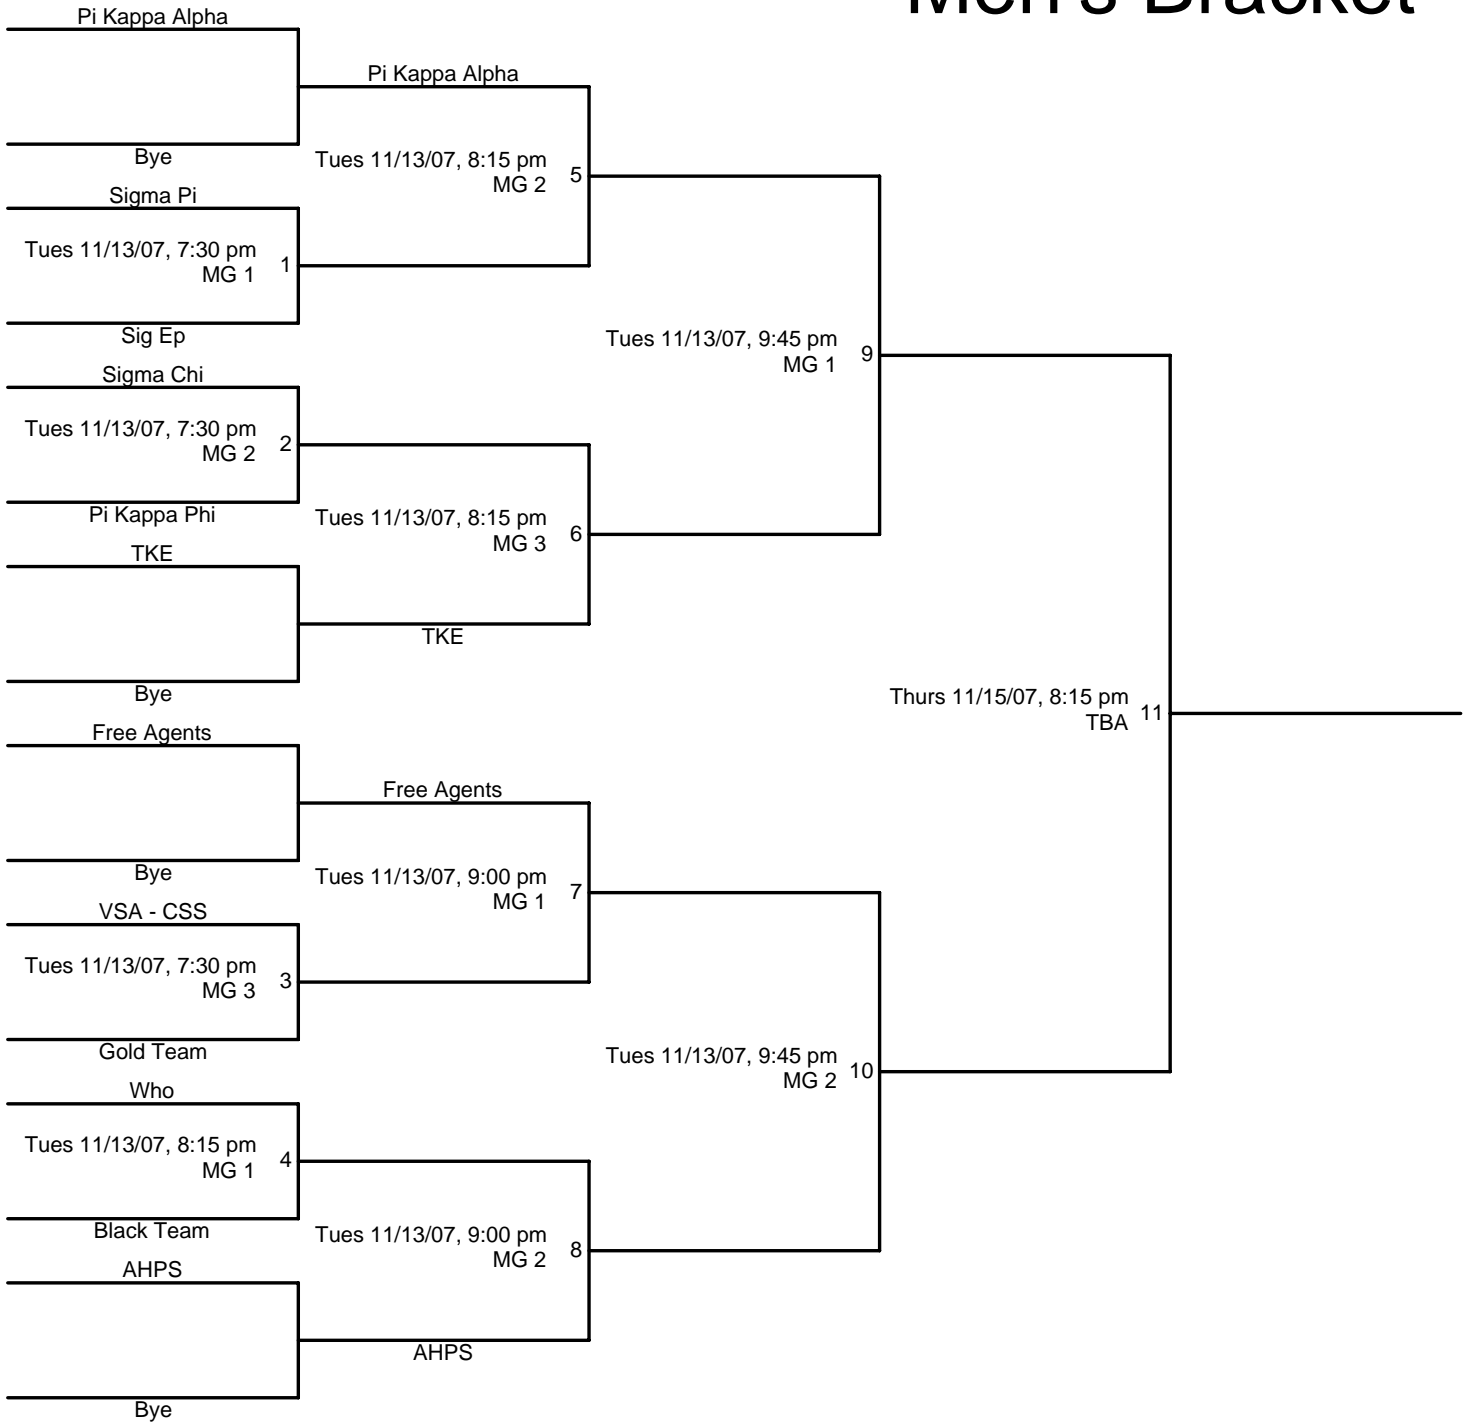 Men's Bracket
Pi Kappa Alpha
Pi Kappa Alpha
Bye
Tues 11/13/07, 8:15 pm
MG 2
5
Sigma Pi
Tues 11/13/07, 7:30 pm
MG 1
1
Sig Ep
Tues 11/13/07, 9:45 pm
MG 1
9
Sigma Chi
Tues 11/13/07, 7:30 pm
MG 2
2
Pi Kappa Phi
Tues 11/13/07, 8:15 pm
MG 3
6
TKE
TKE
Bye
Thurs 11/15/07, 8:15 pm
TBA
11
Free Agents
Free Agents
Bye
Tues 11/13/07, 9:00 pm
MG 1
7
VSA - CSS
Tues 11/13/07, 7:30 pm
MG 3
3
Gold Team
Tues 11/13/07, 9:45 pm
MG 2
10
Who
Tues 11/13/07, 8:15 pm
MG 1
4
Black Team
Tues 11/13/07, 9:00 pm
MG 2
8
AHPS
AHPS
Bye